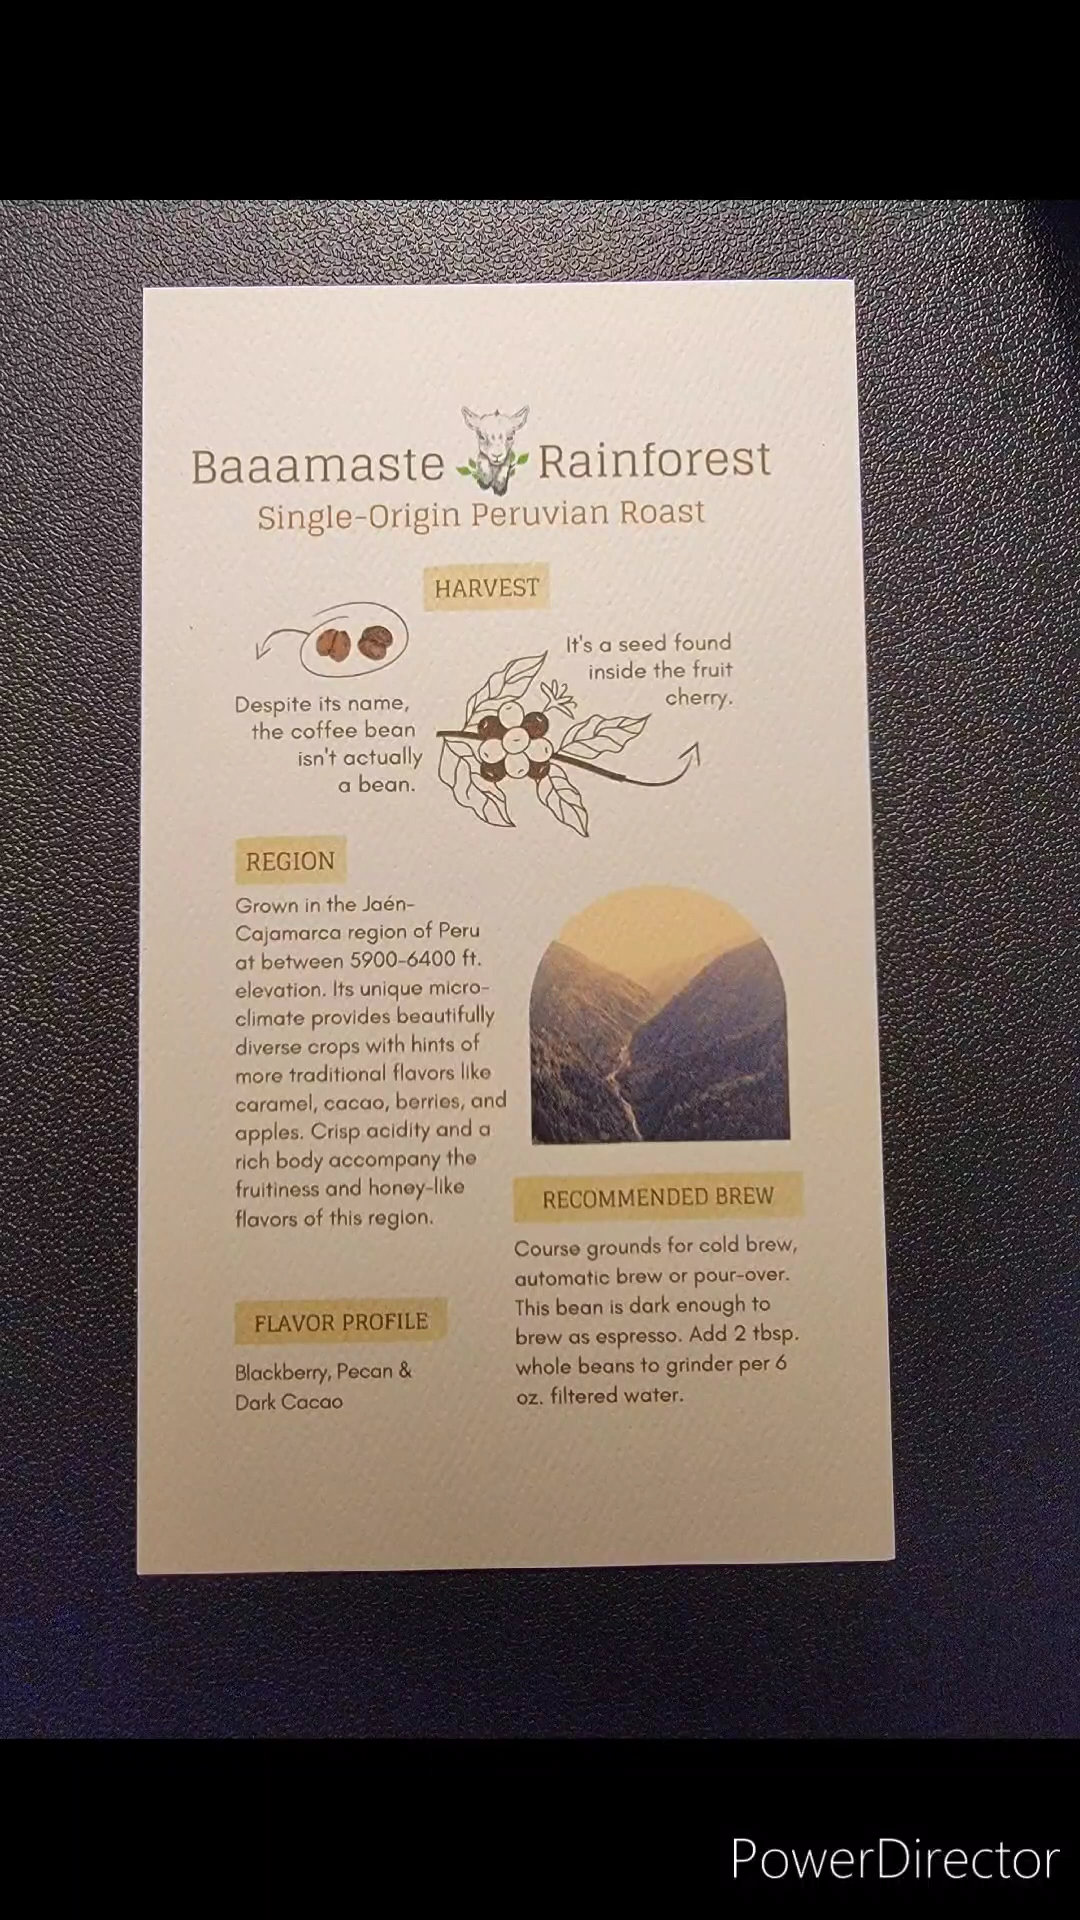 Baaamaste Rainforest
Single-Origin Peruvian Roast
HARVEST
Despite its name,
the coffee bean
isn't actually
a bean.
It's a seed found
inside the fruit
cherry.
REGION
Grown in the Jaén-
Cajamarca region of Peru
at between 5900-6400 ft.
elevation. Its unique micro-
climate provides beautifully
diverse crops with hints of
more traditional flavors like
caramel, cacao, berries, and
apples. Crisp acidity and a
rich body accompany the
fruitiness and honey-like
flavors of this region.
FLAVOR PROFILE
Blackberry, Pecan &
Dark Cacao
RECOMMENDED BREW
Course grounds for cold brew,
automatic brew or pour-over.
This bean is dark enough to
brew as espresso. Add 2 tbsp.
whole beans to grinder per 6
oz. filtered water.
PowerDirector